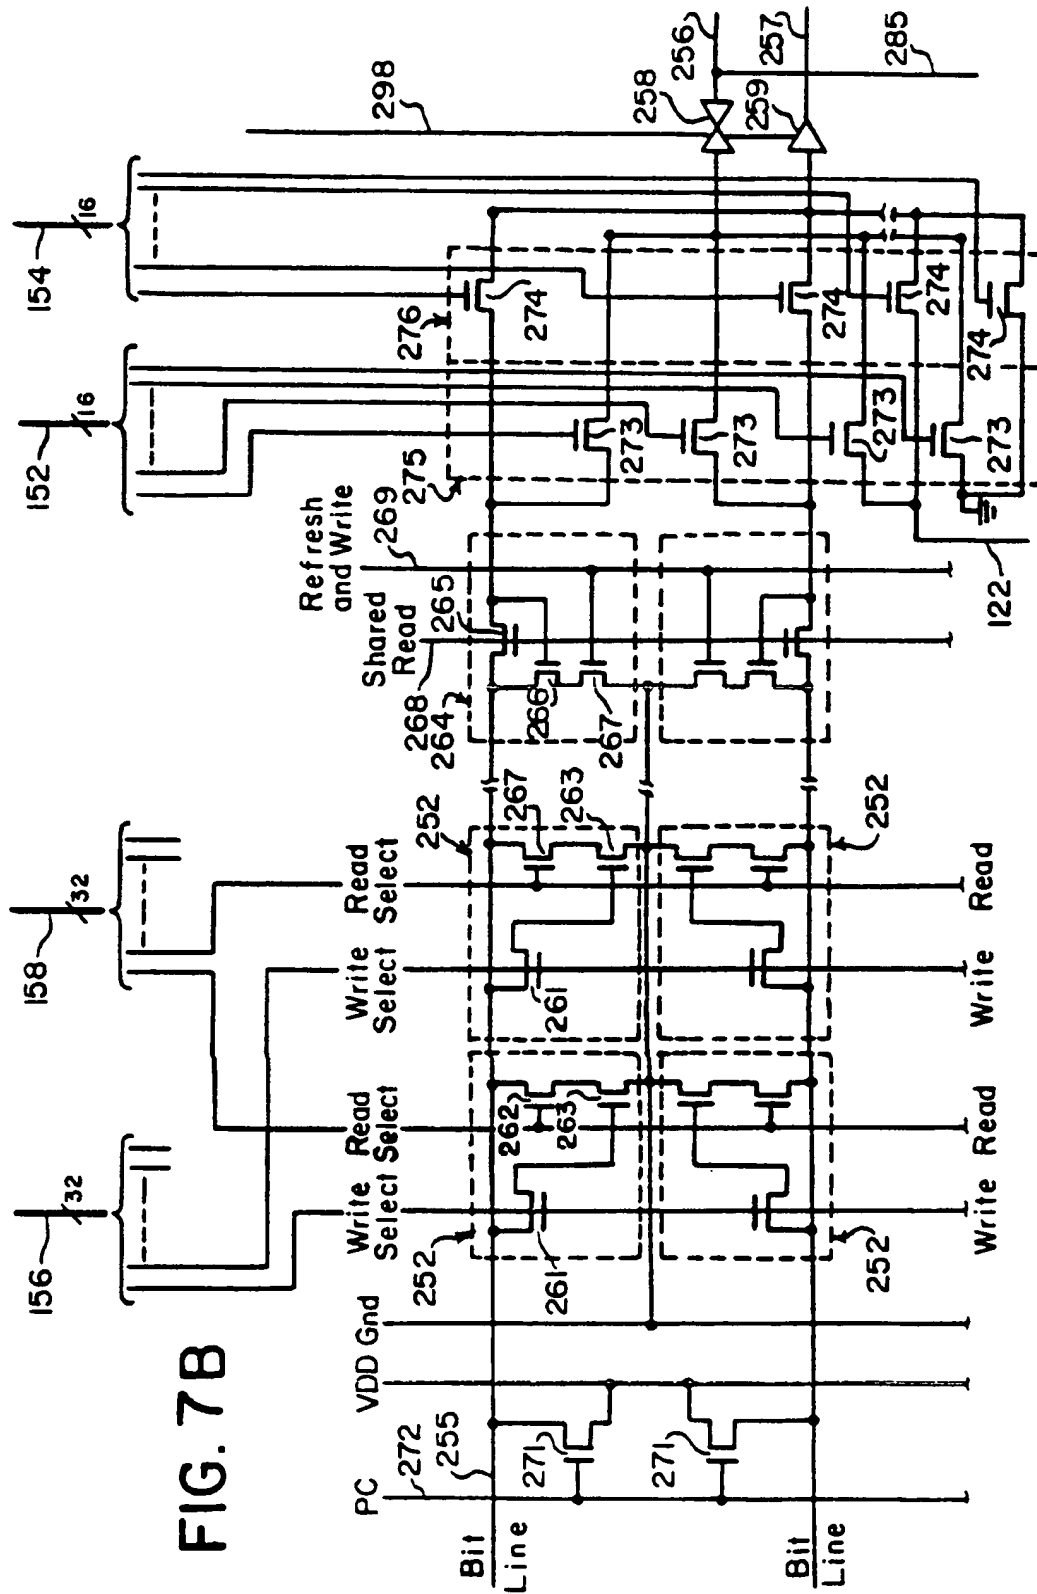 FIG. 7B
156
32
158
32
152
16
154
16
298
PC
272
255
VDD
Gnd
Write
Select
Read
Select
Write
Select
Read
Select
Shared
Read
Refresh
and Write
268
264
265
269
275
276
252
252
267
263
262
263
261
261
266
267
271
271
273
273
273
273
274
274
274
274
258
256
259
257
285
252
252
122
Bit
Line
Bit
Line
Write
Read
Write
Read